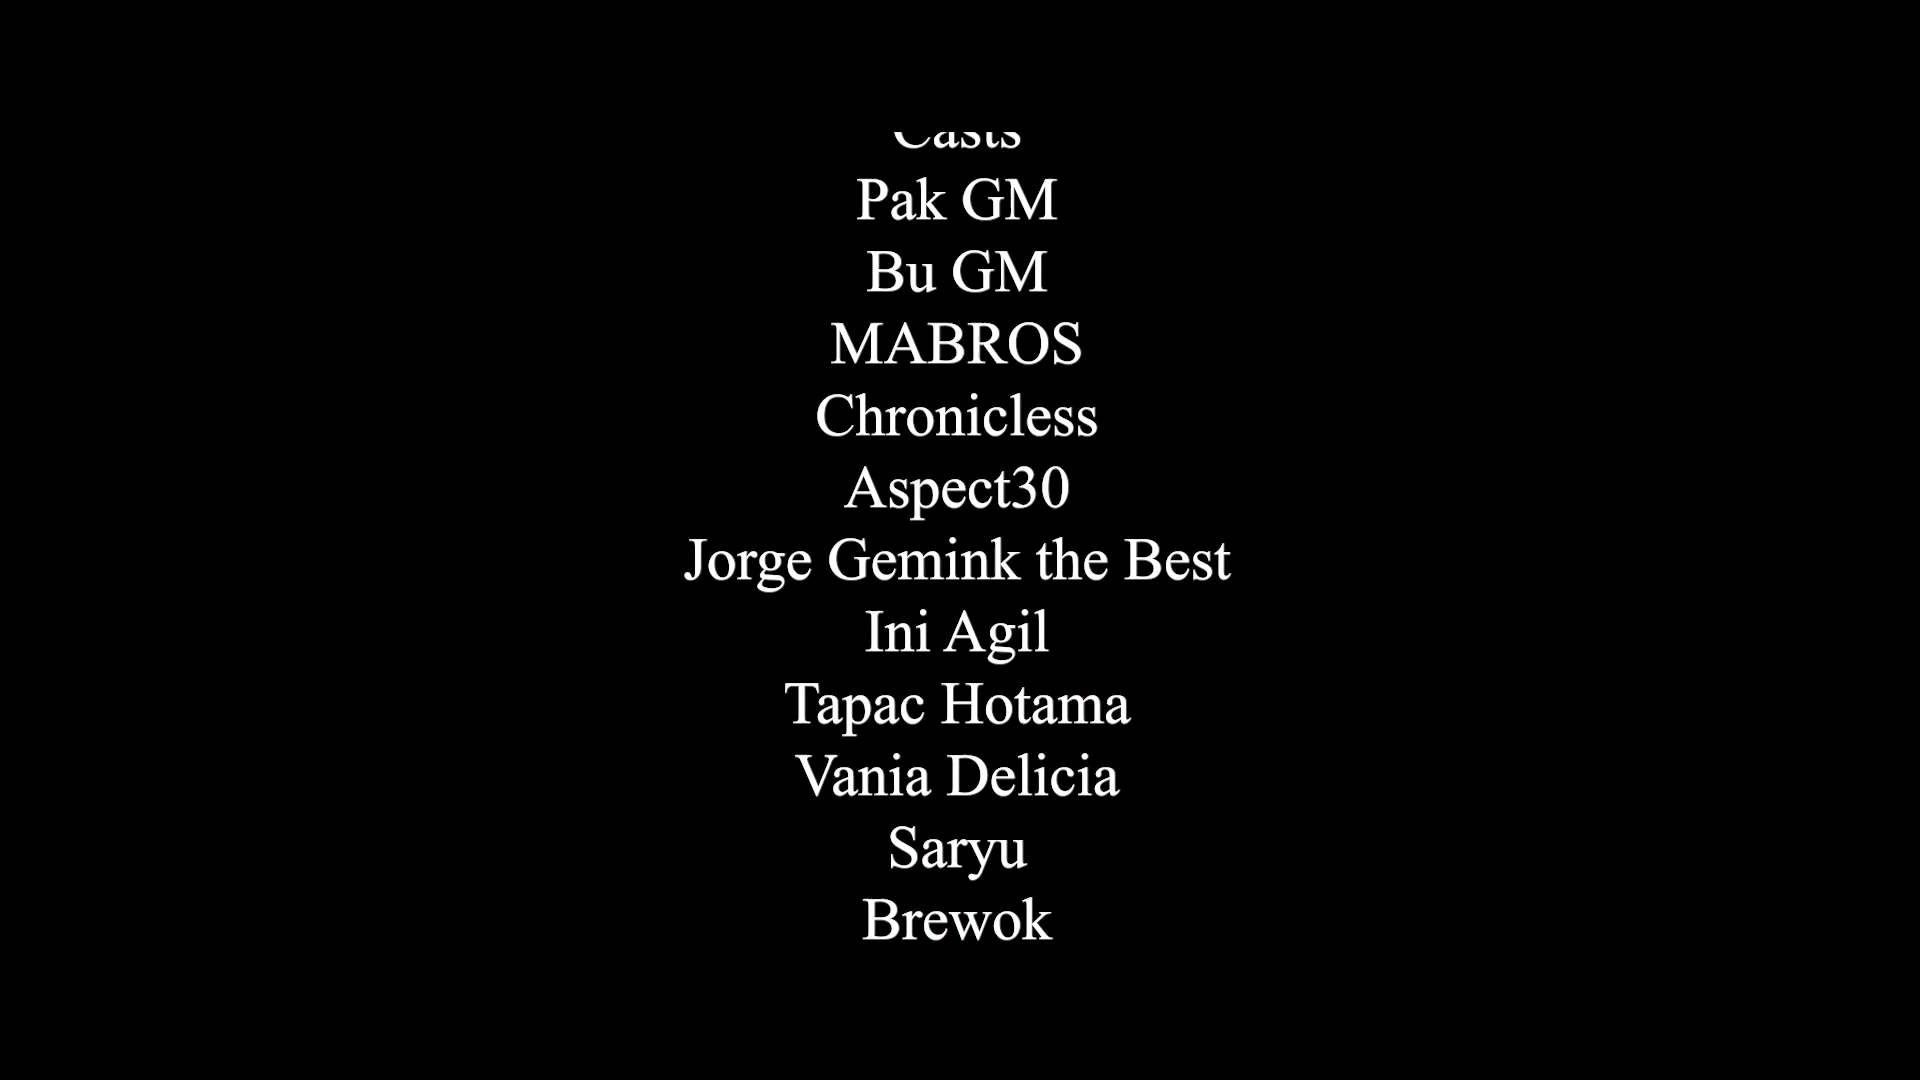 Casts
Pak GM
Bu GM
MABROS
Chronicless
Aspect30
Jorge Gemink the Best
Ini Agil
Tapac Hotama
Vania Delicia
Saryu
Brewok